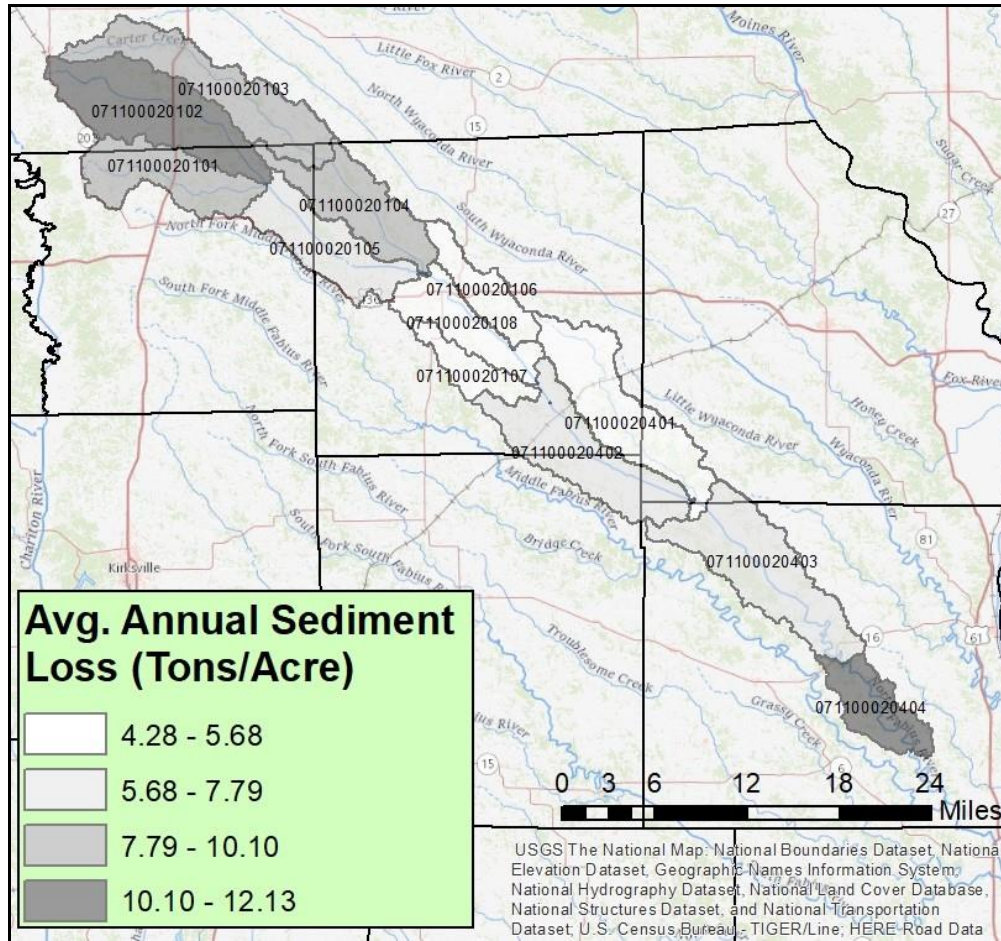 Moines River
Carter Creek
Little Fox River
2
071100020103
North Wyaconda River
071100020102
15
203
Sugar Creek
071100020101
071100020104
27
South Wyaconda River
North Fork
071100020105
South Fork Middle Fabius River
136
071100020106
071100020108
071100020107
Fox River
Little Wyaconda River
Honey Creek
071100020401
North Fork South Fabius River
071100020402
Wyaconda River
Middle Fabius River
Chariton River
South Fork South Fabius
Bridge Creek
81
Kirksville
071100020403
Troublesome Creek
16
61
Grassy Creek
071100020404
6
15
Avg. Annual Sediment
Loss (Tons/Acre)
4.28 - 5.68
5.68 - 7.79
7.79 - 10.10
10.10 - 12.13
0 3 6 12 18 24
Miles
USGS The National Map: National Boundaries Dataset, Nationa
Elevation Dataset, Geographic Names Information System,
National Hydrography Dataset, National Land Cover Database,
National Structures Dataset, and National Transportation
Dataset; U.S. Census Bureau - TIGER/Line; HERE Road Data